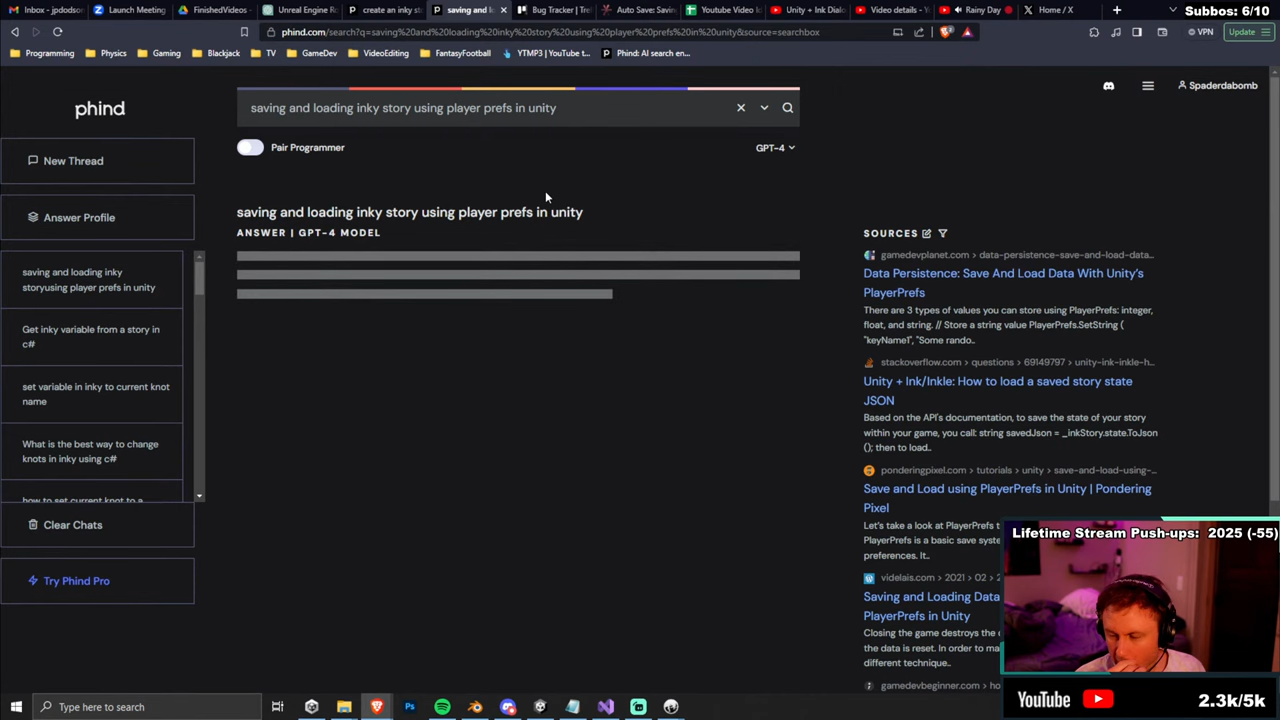 Inbox - jpdodson
Launch Meeting
FinishedVideos
Unreal Engine Ro
create an inky sto
saving and lo
Bug Tracker | Tr
Auto Save: Savin
Youtube Video Id
Unity + Ink Dialo
Video details - Y
Rainy Day
Home / X
Subbos: 6/10
phind.com/search?q=saving%20and%20loading%20inky%20story%20using%20player%20prefs%20in%20unity&source=searchbox
VPN
Update
Programming
Physics
Gaming
Blackjack
TV
GameDev
VideoEditing
FantasyFootball
YTMP3 | YouTube t...
Phind: AI search en...
phind
saving and loading inky story using player prefs in unity
Spaderdabomb
Pair Programmer
GPT-4
New Thread
Answer Profile
saving and loading inky
storyusing player prefs in unity
Get inky variable from a story in
c#
set variable in inky to current knot
name
What is the best way to change
knots in inky using c#
how to set current knot to a
Clear Chats
Try Phind Pro
saving and loading inky story using player prefs in unity
ANSWER | GPT-4 MODEL
SOURCES
gamedevplanet.com > data-persistence-save-and-load-data...
Data Persistence: Save And Load Data With Unity's
PlayerPrefs
There are 3 types of values you can store using PlayerPrefs: integer,
float, and string. // Store a string value PlayerPrefs.SetString (
"keyName1", "Some rando..
stackoverflow.com > questions > 69149797 > unity-ink-inkle-h...
Unity + Ink/Inkle: How to load a saved story state
JSON
Based on the API's documentation, to save the state of your story
within your game, you call: string savedJson = _inkStory.state.ToJson
(); then to load..
ponderingpixel.com > tutorials > unity > save-and-load-using-...
Save and Load using PlayerPrefs in Unity | Pondering
Pixel
Let's take a look at PlayerPrefs t
PlayerPrefs is a basic save syste
preferences. It..
videlais.com > 2021 > 02 > 2
Saving and Loading Data
PlayerPrefs in Unity
Closing the game destroys the c
the data is reset. In order to ma
different technique..
gamedevbeginner.com > ho
Lifetime Stream Push-ups: 2025 (-55)
Type here to search
YouTube
2.3k/5k